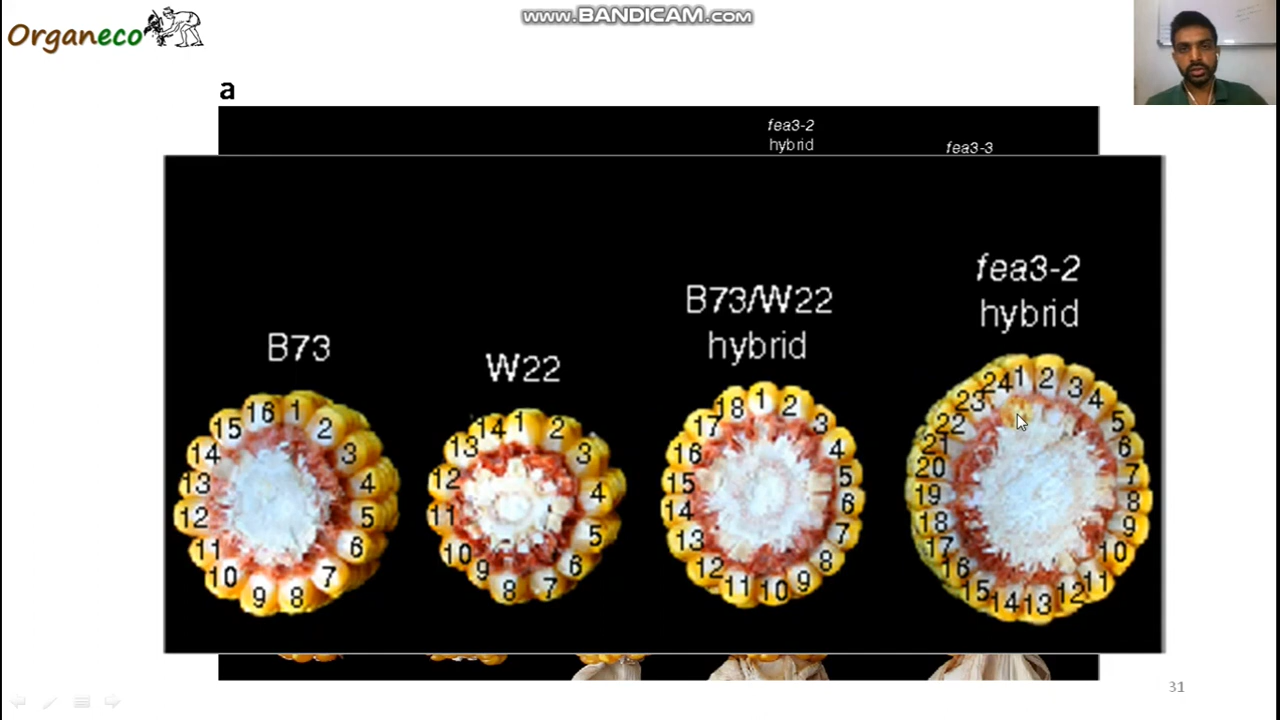 www.BANDICAM.com
Organeco
a
fea3-2
hybrid
fea3-3
B73
W22
B73/W22
hybrid
fea3-2
hybrid
1 2 3 4 5 6 7 8 9 10 11 12 13 14 15 16
1 2 3 4 5 6 7 8 9 10 11 12 13 14
1 2 3 4 5 6 7 8 9 10 11 12 13 14 15 16 17 18
1 2 3 4 5 6 7 8 9 10 11 12 13 14 15 16 17 18 19 20 21 22 23 24
31